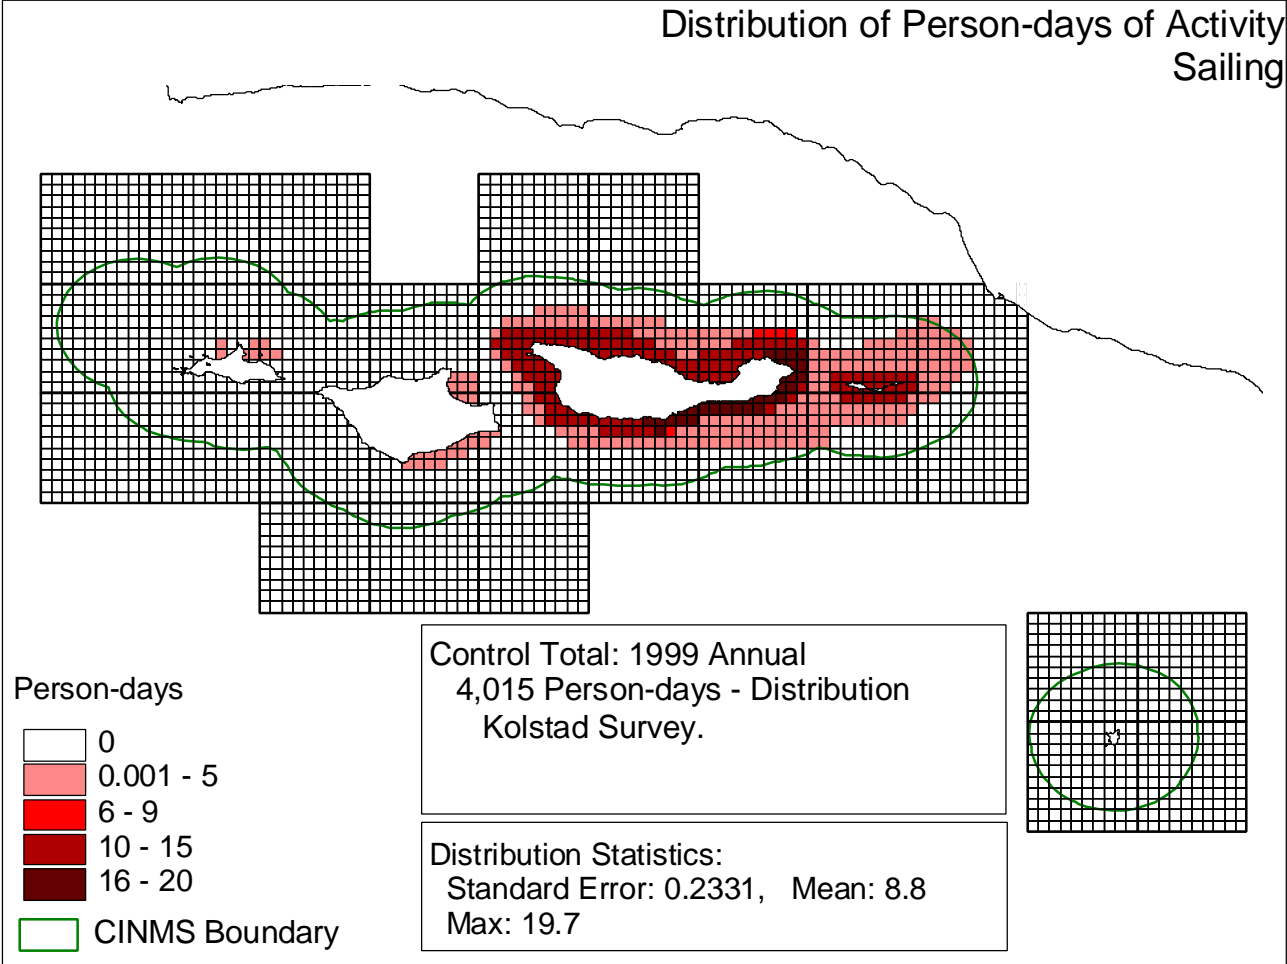 Distribution of Person-days of Activity
Sailing
Control Total: 1999 Annual
4,015 Person-days - Distribution
Kolstad Survey.
Person-days
0
0.001 - 5
6 - 9
10 - 15
16 - 20
CINMS Boundary
Distribution Statistics:
Standard Error: 0.2331, Mean: 8.8
Max: 19.7